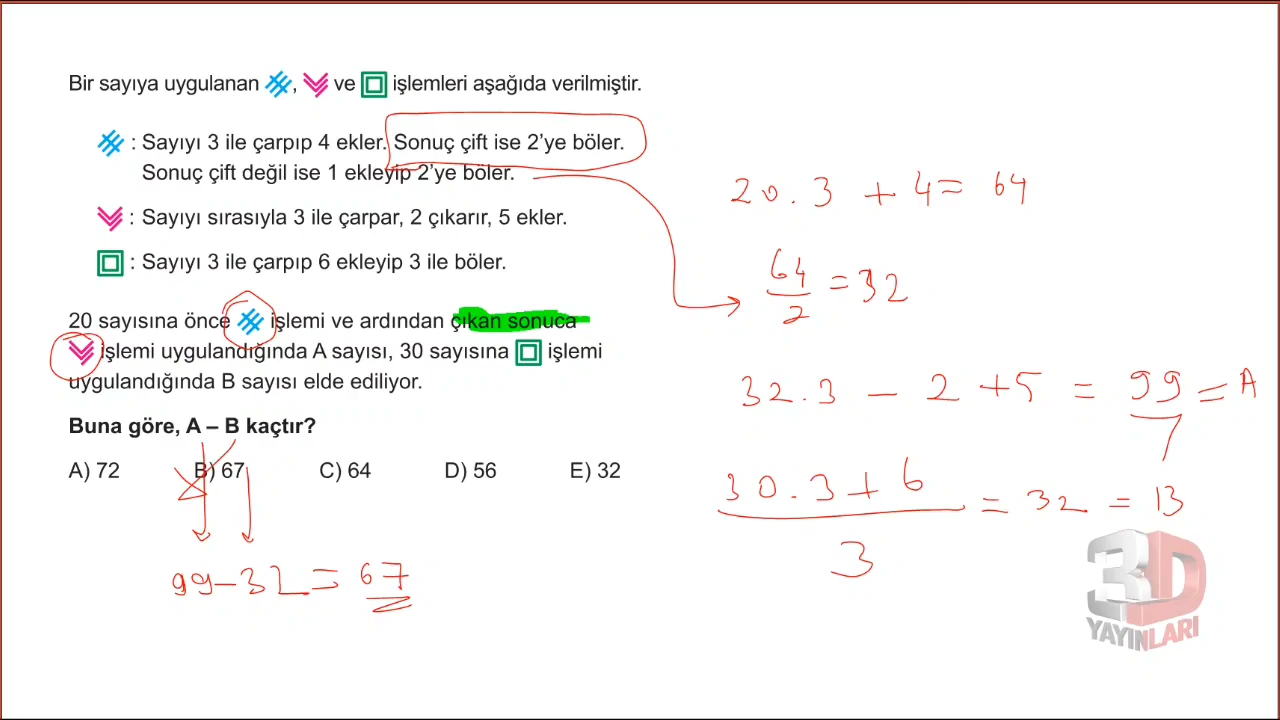 Bir sayıya uygulanan , ve işlemleri aşağıda verilmiştir.
: Sayıyı 3 ile çarpıp 4 ekler. Sonuç çift ise 2'ye böler.
Sonuç çift değil ise 1 ekleyip 2'ye böler.
: Sayıyı sırasıyla 3 ile çarpar, 2 çıkarır, 5 ekler.
: Sayıyı 3 ile çarpıp 6 ekleyip 3 ile böler.
20 sayısına önce işlemi ve ardından çıkan sonuca
işlemi uygulandığında A sayısı, 30 sayısına işlemi
uygulandığında B sayısı elde ediliyor.
Buna göre, A – B kaçtır?
A) 72 B) 67 C) 64 D) 56 E) 32
99-32=67
20.3 + 4= 64
64
2
=32
32.3 - 2 +5 = 99 = A
30.3+6
3
= 32 = B
3D
YAYINLARI